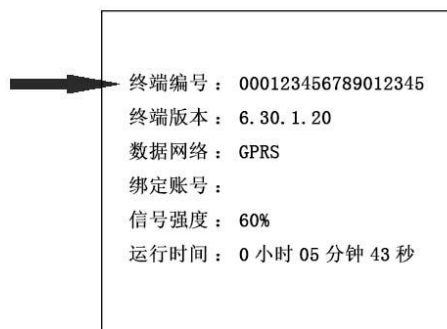 终端编号：000123456789012345
终端版本：6.30.1.20
数据网络：GPRS
绑定账号：
信号强度：60%
运行时间：0 小时 05 分钟 43 秒